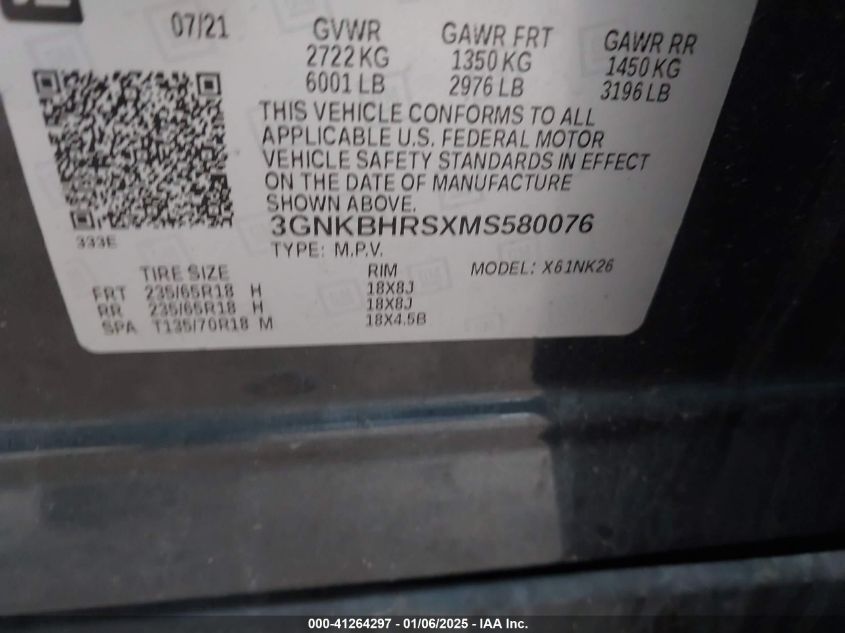 07/21 GVWR GAWR FRT GAWR RR
2722 KG 1350 KG 1450 KG
6001 LB 2976 LB 3196 LB
THIS VEHICLE CONFORMS TO ALL
APPLICABLE U.S. FEDERAL MOTOR
VEHICLE SAFETY STANDARDS IN EFFECT
ON THE DATE OF MANUFACTURE
SHOWN ABOVE.
3GNKBHRSXMS580076
333E
TYPE: M.P.V. MODEL: X61NK26
TIRE SIZE RIM
FRT 235/65R18 H 18X8J
RR 235/65R18 H 18X8J
SPA T135/70R18 M 18X4.5B
000-41264297 - 01/06/2025 - IAA Inc.